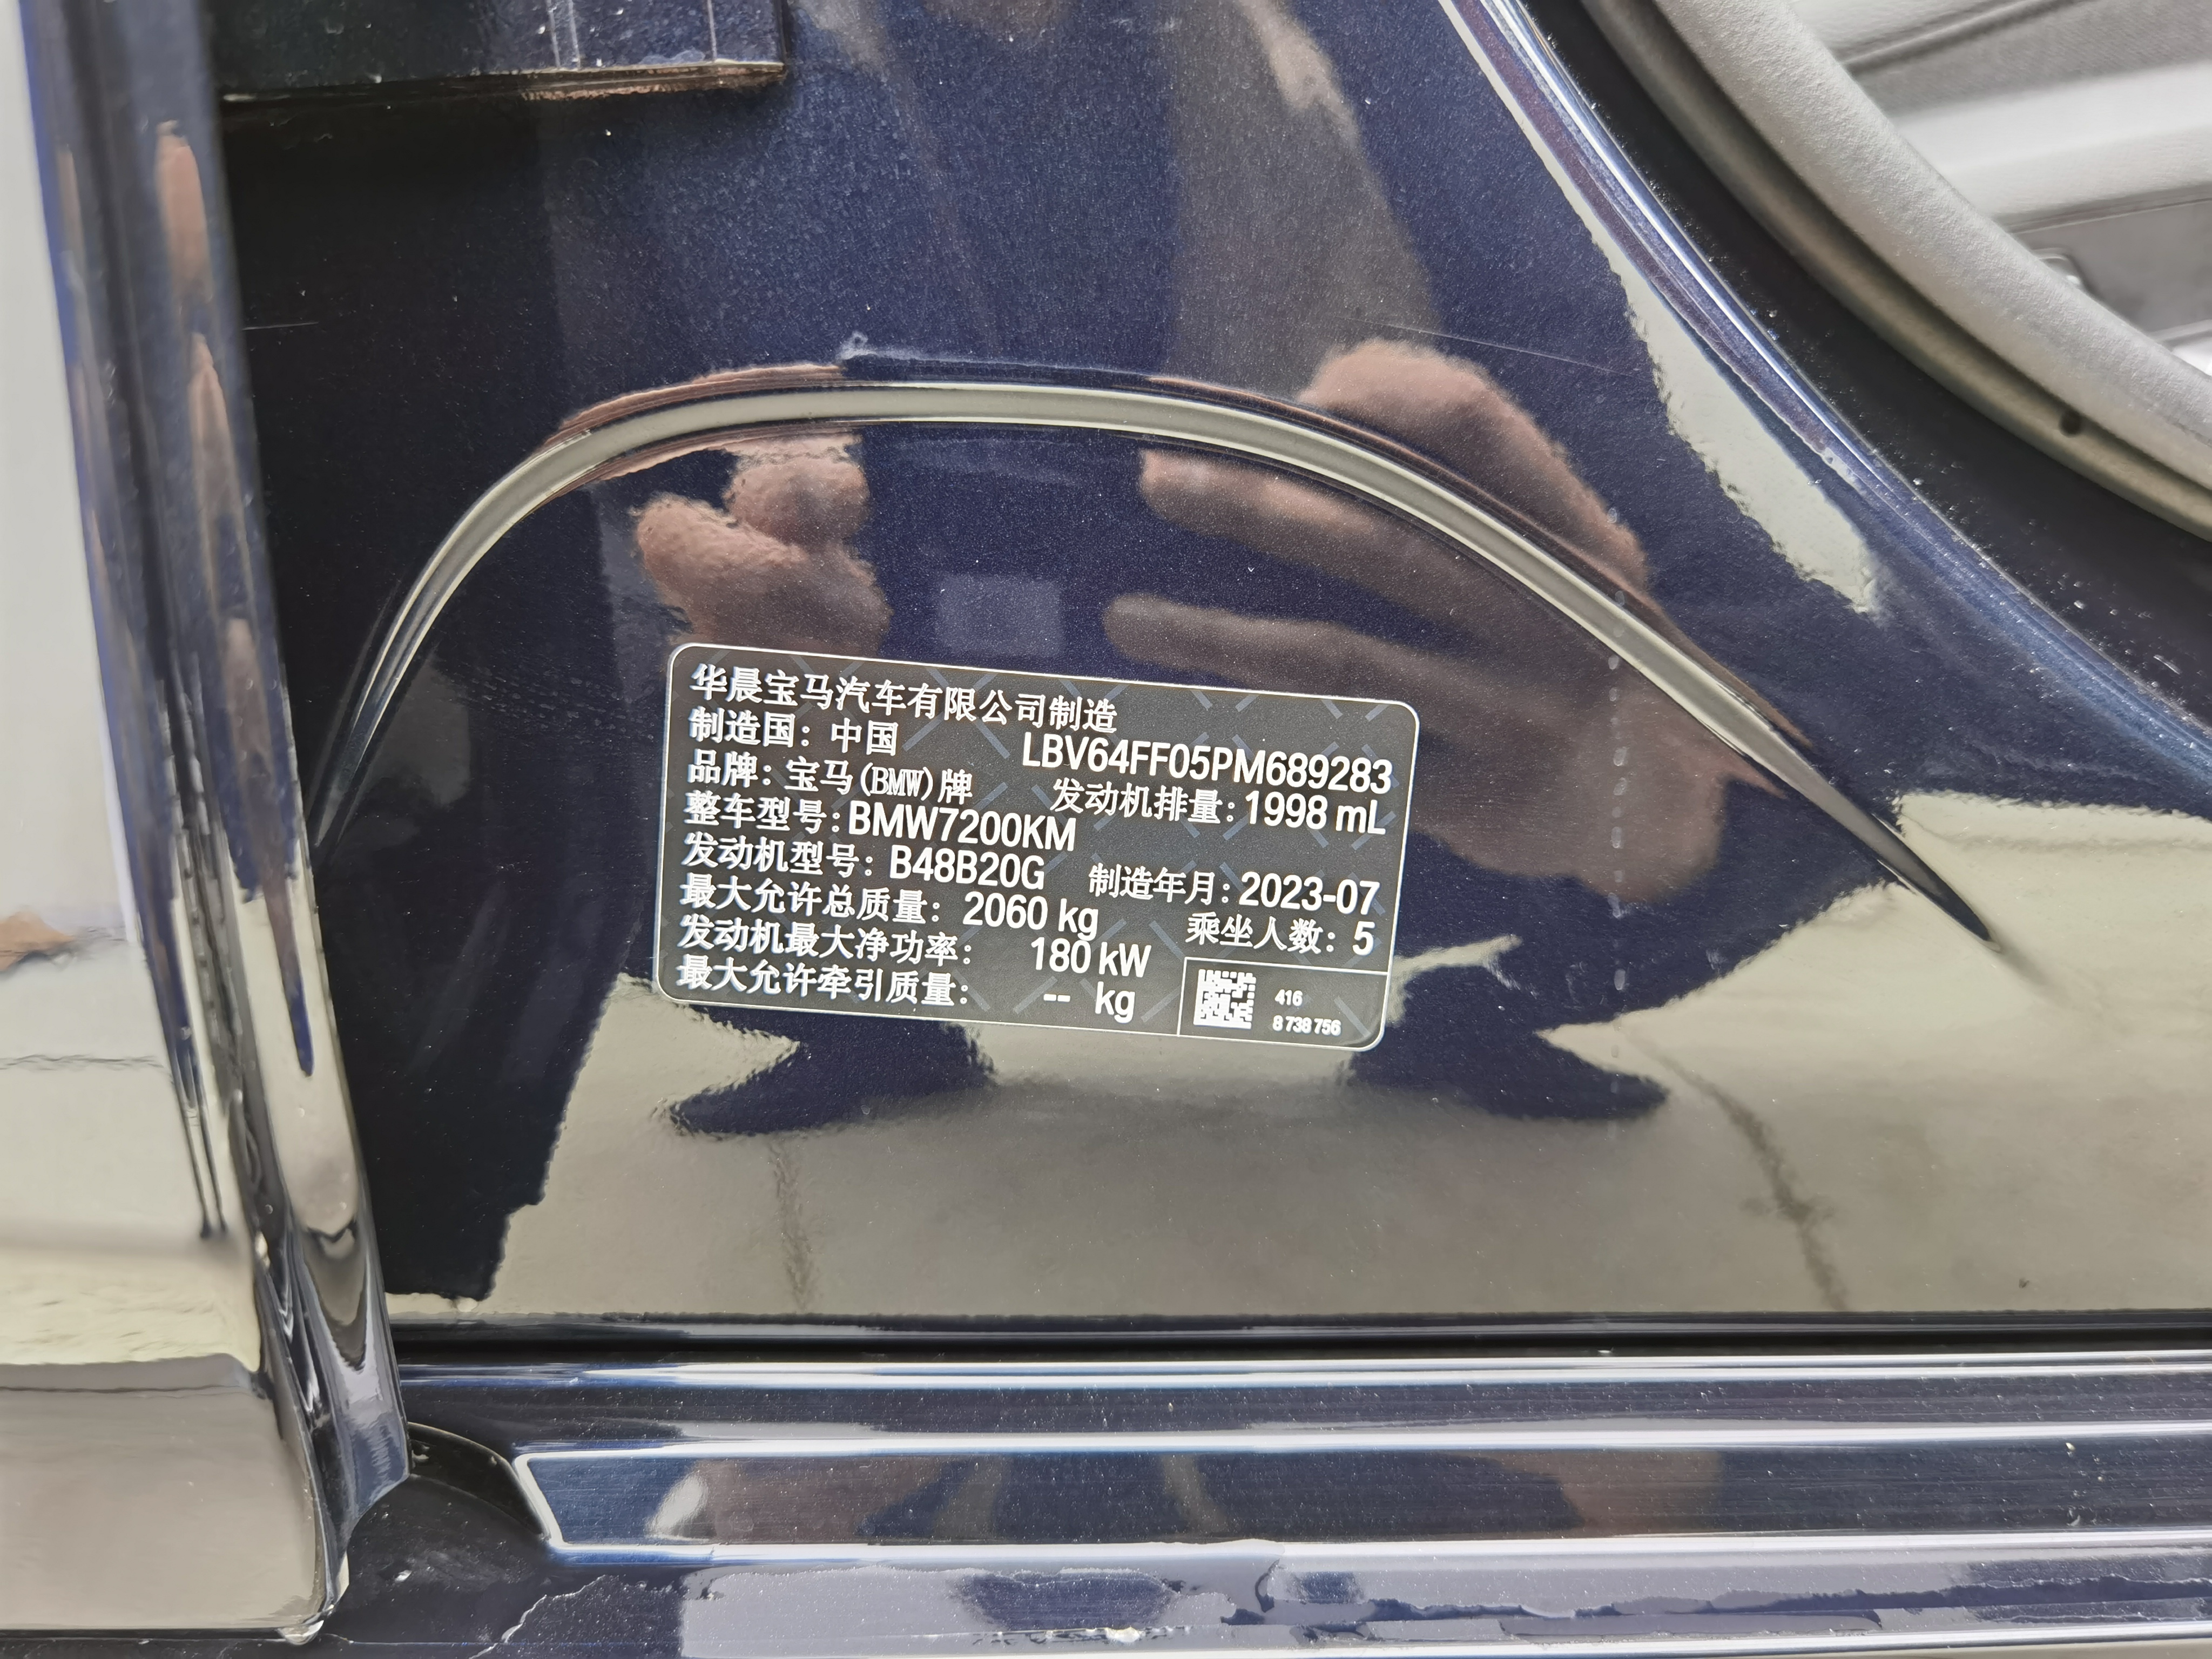 华晨宝马汽车有限公司制造
制造国：中国 LBV64FF05PM689283
品牌：宝马(BMW)牌 发动机排量：1998 mL
整车型号：BMW7200KM
发动机型号：B48B20G 制造年月：2023-07
最大允许总质量：2060 kg 乘坐人数：5
发动机最大净功率：180 kW
最大允许牵引质量：-- kg
416
8 738 756